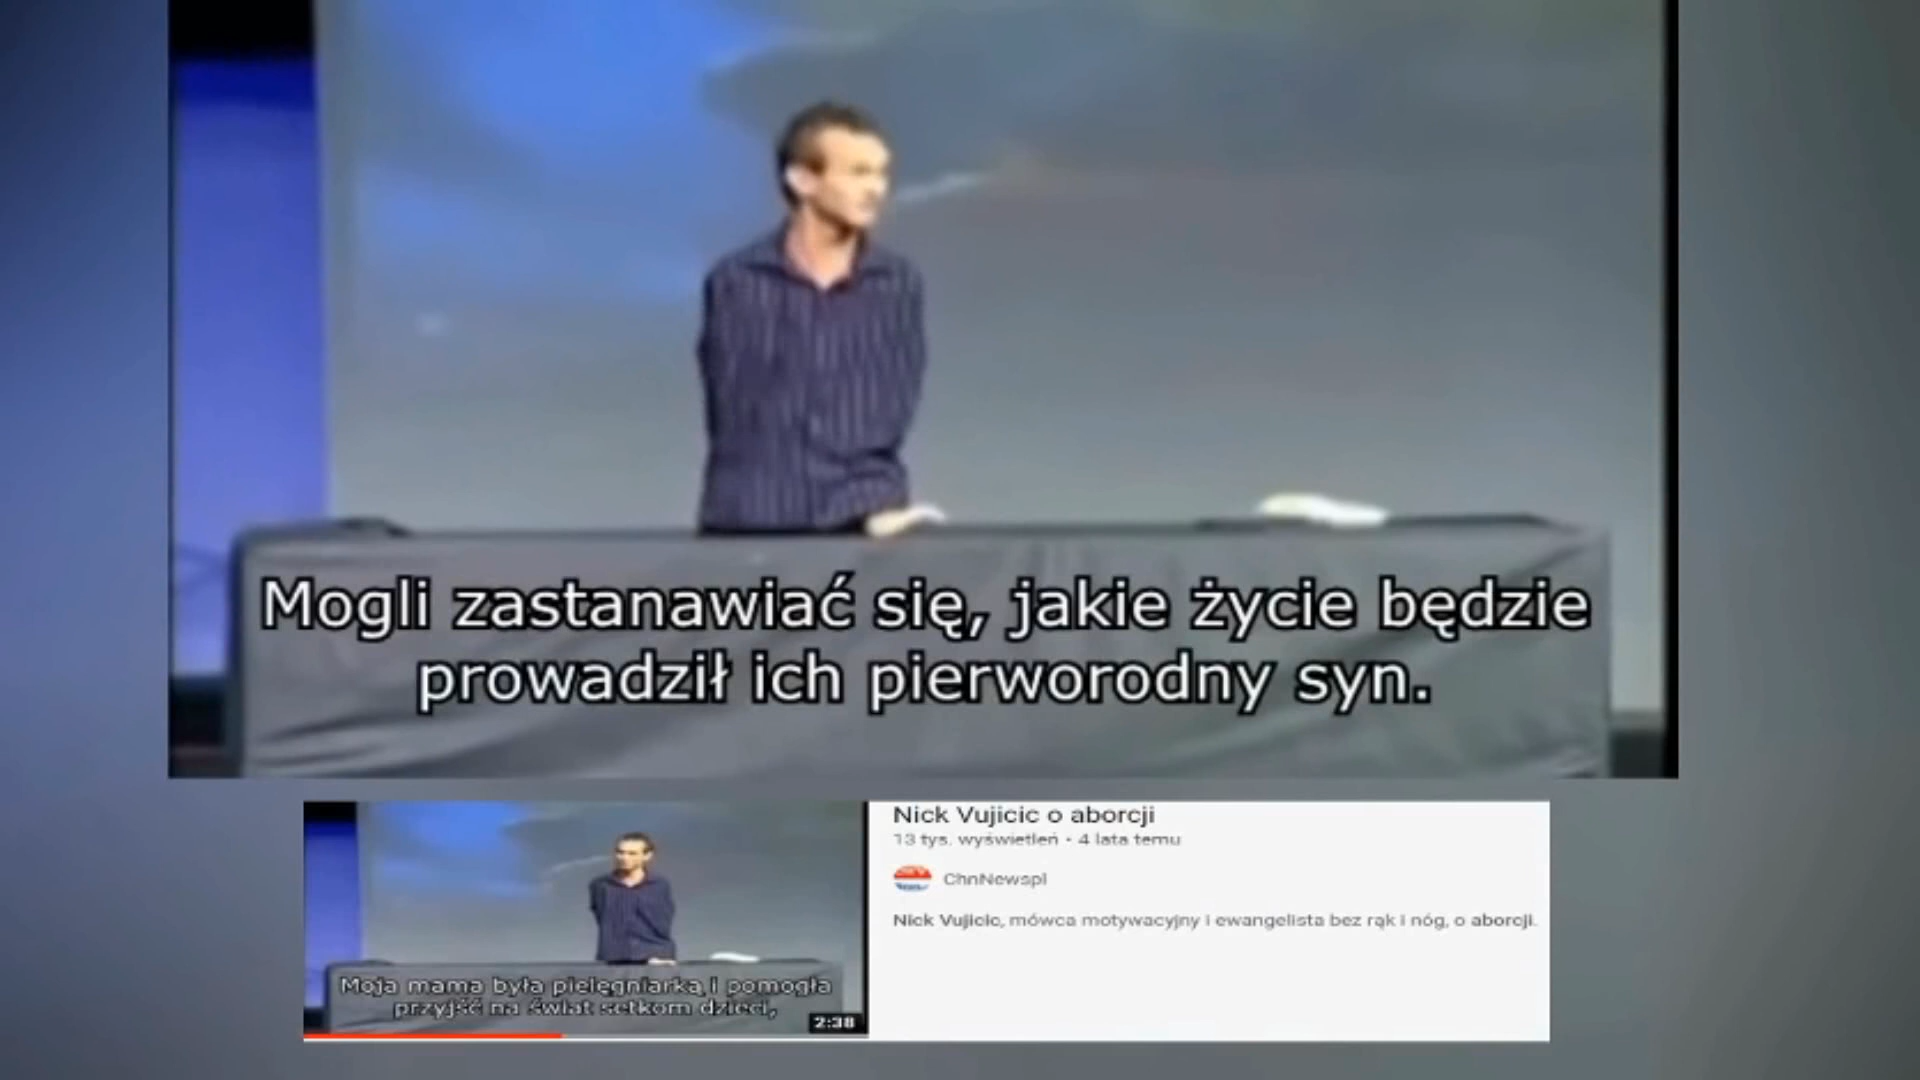 Mogli zastanawiać się, jakie życie będzie
prowadził ich pierworodny syn.
Nick Vujicic o aborcji
13 tys. wyświetleń • 4 lata temu
ChnNewspl
Nick Vujicic, mówca motywacyjny i ewangelista bez rąk i nóg, o aborcji.
Moja mama była pielęgniarką i pomogła
przyjść na świat setkom dzieci,
2:38